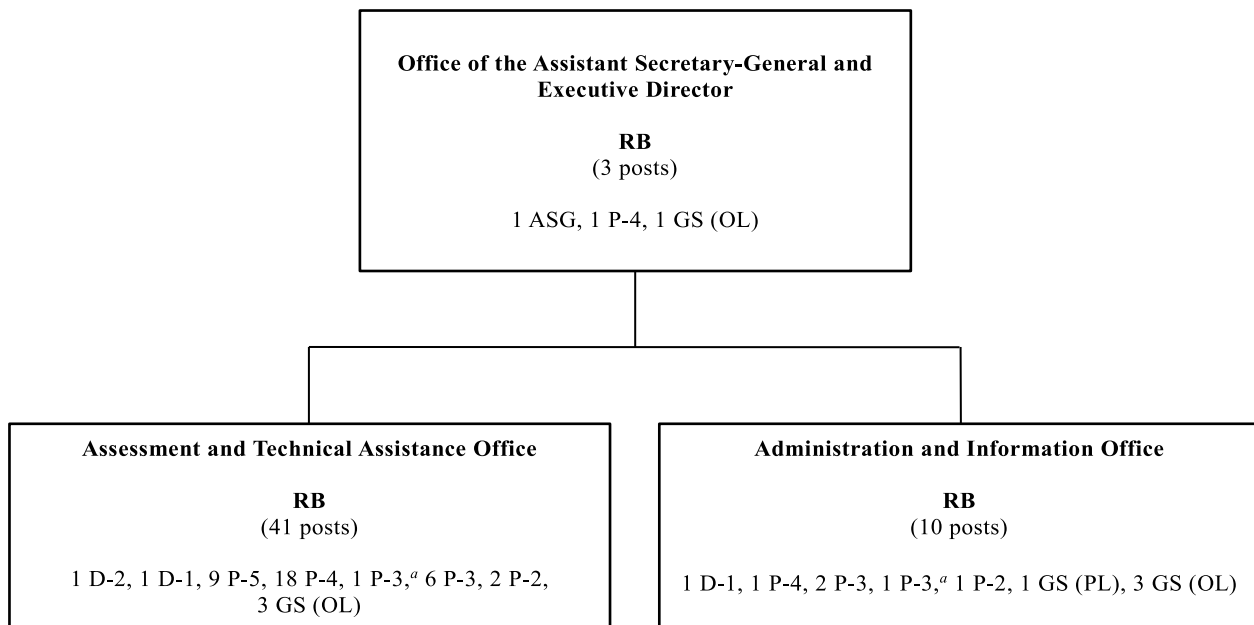 Office of the Assistant Secretary-General and
Executive Director
RB
(3 posts)
1 ASG, 1 P-4, 1 GS (OL)
Assessment and Technical Assistance Office
RB
(41 posts)
1 D-2, 1 D-1, 9 P-5, 18 P-4, 1 P-3,ᵃ 6 P-3, 2 P-2,
3 GS (OL)
Administration and Information Office
RB
(10 posts)
1 D-1, 1 P-4, 2 P-3, 1 P-3,ᵃ 1 P-2, 1 GS (PL), 3 GS (OL)